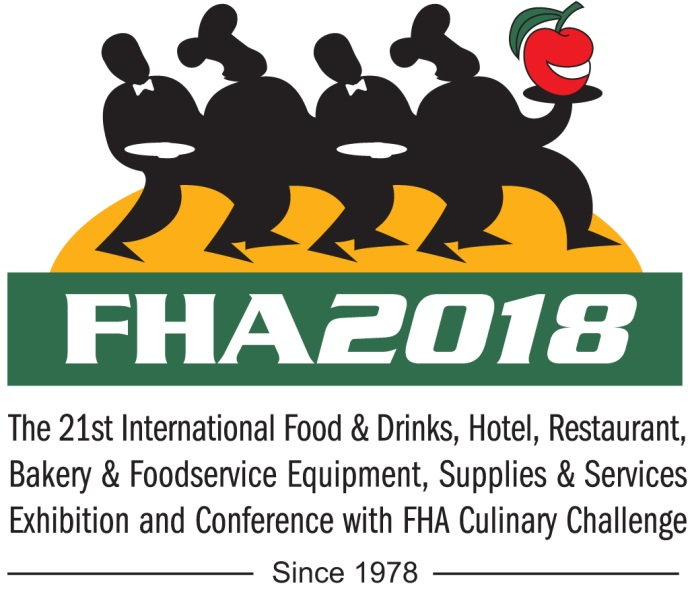 FHA2018
The 21st International Food & Drinks, Hotel, Restaurant,
Bakery & Foodservice Equipment, Supplies & Services
Exhibition and Conference with FHA Culinary Challenge
Since 1978